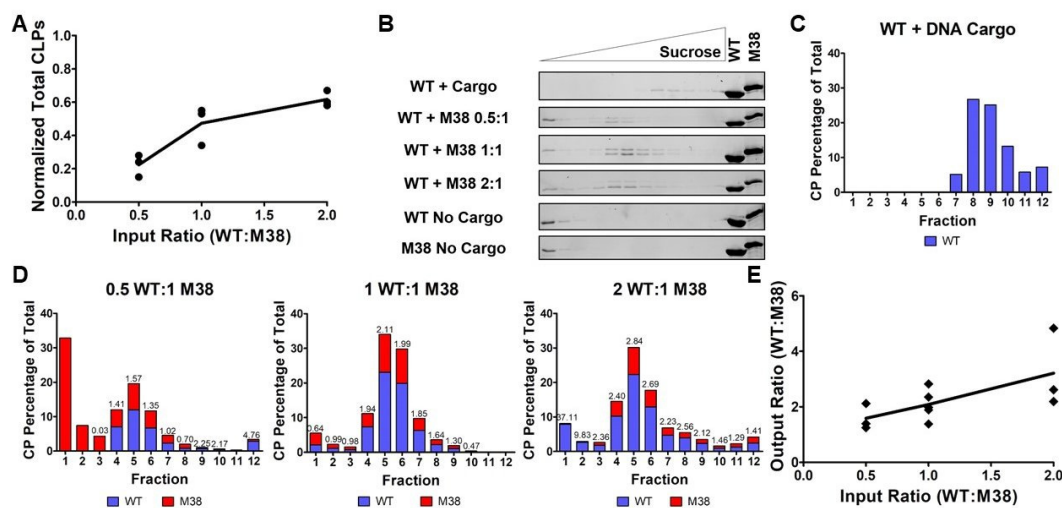 A
Normalized Total CLPs
1.0
0.8
0.6
0.4
0.2
0.0
0.0 0.5 1.0 1.5 2.0
Input Ratio (WT:M38)
B
Sucrose
WT
M38
WT + Cargo
WT + M38 0.5:1
WT + M38 1:1
WT + M38 2:1
WT No Cargo
M38 No Cargo
C
WT + DNA Cargo
CP Percentage of Total
40
30
20
10
0
1 2 3 4 5 6 7 8 9 10 11 12
Fraction
WT
D
0.5 WT:1 M38
CP Percentage of Total
40
30
20
10
0
0.03 1.41 1.57 1.35 1.02 0.70 2.25 2.17 4.76
1 2 3 4 5 6 7 8 9 10 11 12
Fraction
WT M38
1 WT:1 M38
CP Percentage of Total
40
30
20
10
0
0.64 0.99 0.98 1.94 2.11 1.99 1.85 1.64 1.30 0.47
1 2 3 4 5 6 7 8 9 10 11 12
Fraction
WT M38
2 WT:1 M38
CP Percentage of Total
40
30
20
10
0
37.11 9.83 2.36 2.40 2.84 2.69 2.23 2.56 2.12 1.46 1.29 1.41
1 2 3 4 5 6 7 8 9 10 11 12
Fraction
WT M38
E
Output Ratio (WT:M38)
6
4
2
0
0.0 0.5 1.0 1.5 2.0
Input Ratio (WT:M38)